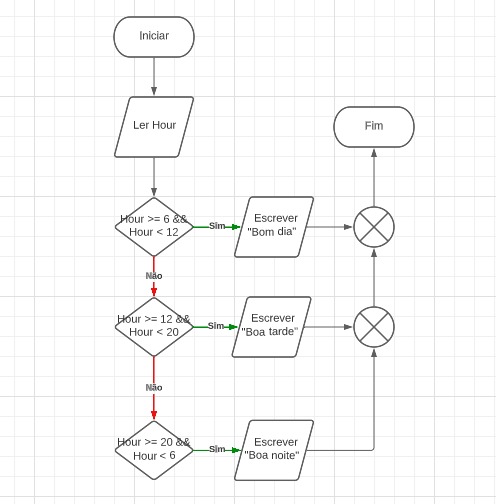 Iniciar
Ler Hour
Fim
Hour >= 6 &&
Hour < 12
Sim
Escrever
"Bom dia"
Não
Hour >= 12 &&
Hour < 20
Sim
Escrever
"Boa tarde"
Não
Hour >= 20 &&
Hour < 6
Sim
Escrever
"Boa noite"